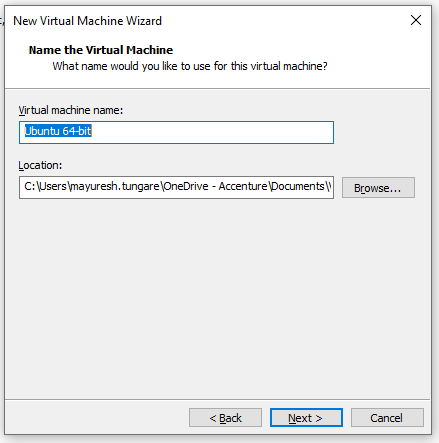 New Virtual Machine Wizard
Name the Virtual Machine
What name would you like to use for this virtual machine?
Virtual machine name:
Ubuntu 64-bit
Location:
C:\Users\mayuresh.tungare\OneDrive - Accenture\Documents\
Browse...
< Back
Next >
Cancel